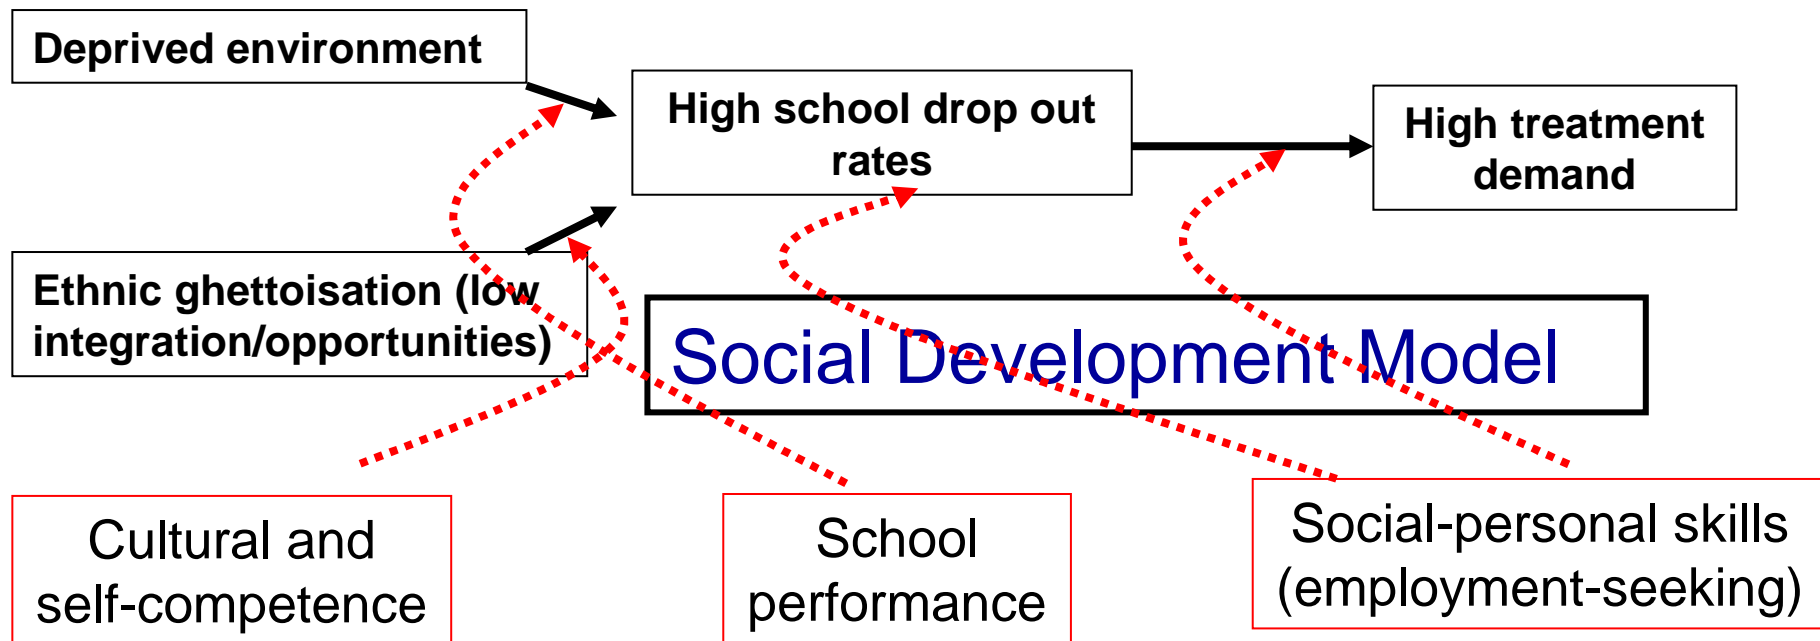 Deprived environment
High school drop out
rates
High treatment
demand
Ethnic ghettoisation (low
integration/opportunities)
Social Development Model
Cultural and
self-competence
School
performance
Social-personal skills
(employment-seeking)